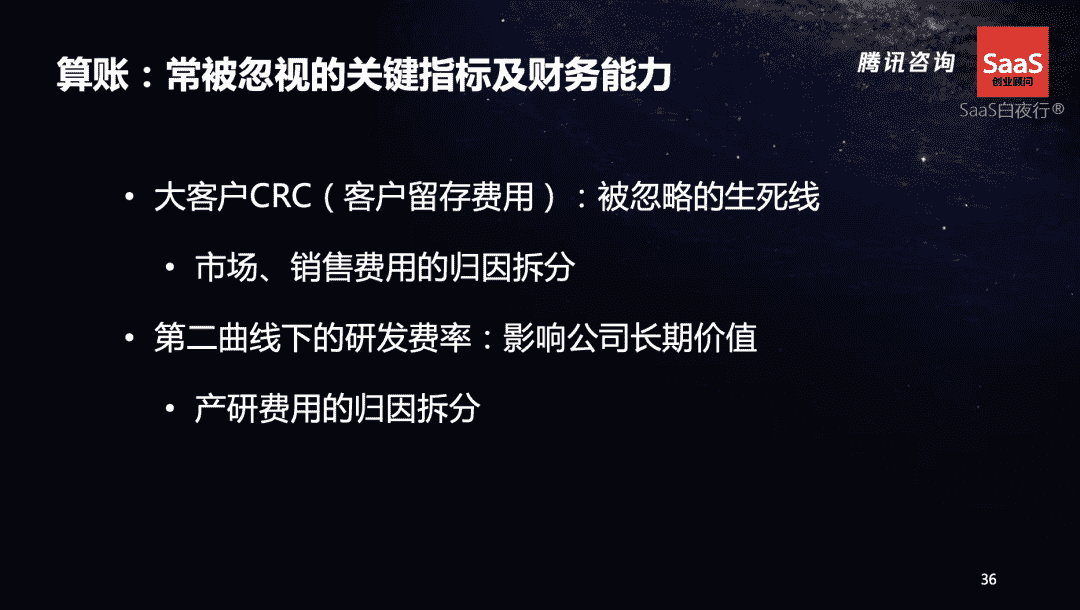 算账：常被忽视的关键指标及财务能力
腾讯咨询
SaaS
创业顾问
SaaS白夜行®
• 大客户CRC（客户留存费用）：被忽略的生死线
• 市场、销售费用的归因拆分
• 第二曲线下的研发费率：影响公司长期价值
• 产研费用的归因拆分
36